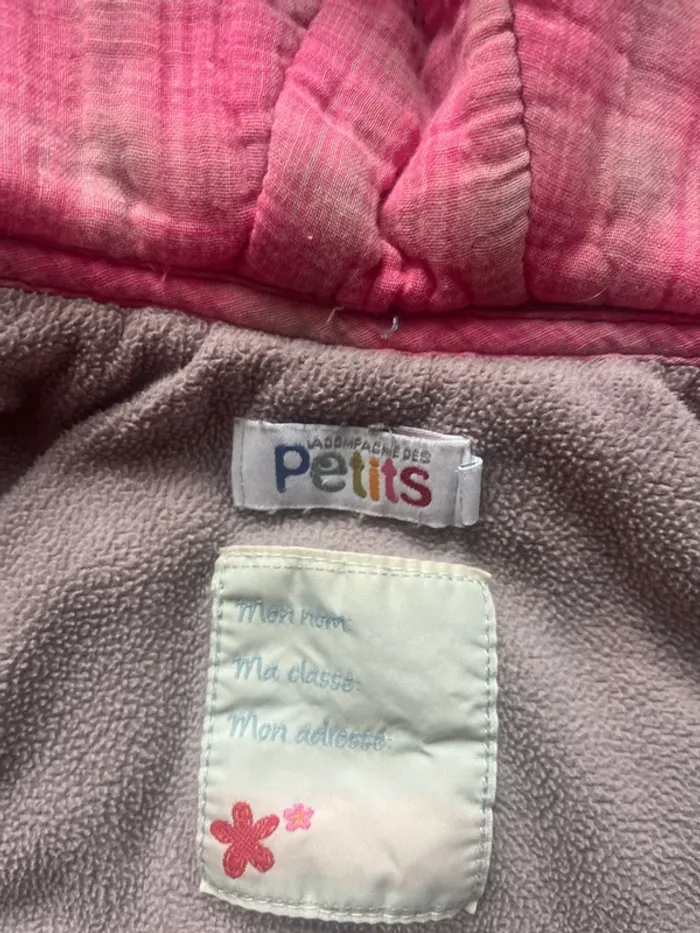 LA COMPAGNIE DES
Petits
Mon nom:
Ma classe:
Mon adresse: